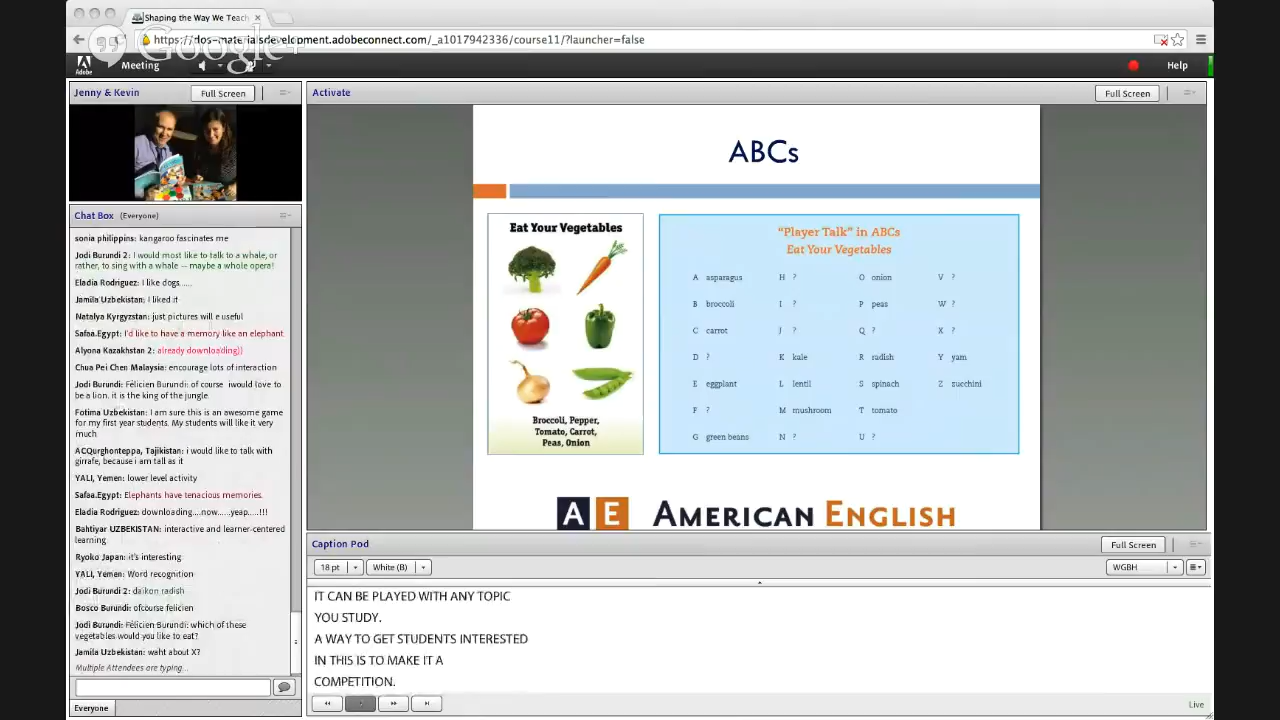 Shaping the Way We Teach
Google+
https://dos-materialsdevelopment.adobeconnect.com/_a1017942336/course11/?launcher=false
Adobe
Meeting
Help
Jenny & Kevin
Full Screen
Chat Box (Everyone)
sonia philippins: kangaroo fascinates me
Jodi Burundi 2: I would most like to talk to a whale, or
rather, to sing with a whale -- maybe a whole opera!
Eladia Rodriguez: I like dogs.....
Jamila Uzbekistan: I liked it
Natalya Kyrgyzstan: just pictures will e useful
Safaa.Egypt: I'd like to have a memory like an elephant.
Alyona Kazakhstan 2: already downloading))
Chua Pei Chen Malaysia: encourage lots of interaction
Jodi Burundi: Félicien Burundi: of course iwould love to
be a lion. it is the king of the jungle.
Fotima Uzbekistan: I am sure this is an awesome game
for my first year students. My students will like it very
much
ACQurghonteppa, Tajikistan: i would like to talk with
girrafe, because i am tall as it
YALI, Yemen: lower level activity
Safaa.Egypt: Elephants have tenacious memories.
Eladia Rodriguez: downloading....now.....yeap.....!!!
Bahtiyar UZBEKISTAN: interactive and learner-centered
learning
Ryoko Japan: it's interesting
YALI, Yemen: Word recognition
Jodi Burundi 2: daikon radish
Bosco Burundi: ofcourse felicien
Jodi Burundi: Félicien Burundi: which of these
vegetables would you like to eat?
Jamila Uzbekistan: waht about X?
Multiple Attendees are typing...
Everyone
Activate
Full Screen
ABCs
Eat Your Vegetables
Broccoli, Pepper,
Tomato, Carrot,
Peas, Onion
"Player Talk" in ABCs
Eat Your Vegetables
A asparagus H ? O onion V ?
B broccoli I ? P peas W ?
C carrot J ? Q ? X ?
D ? K kale R radish Y yam
E eggplant L lentil S spinach Z zucchini
F ? M mushroom T tomato
G green beans N ? U ?
AE AMERICAN ENGLISH
Caption Pod
Full Screen
18 pt White (B) WGBH
IT CAN BE PLAYED WITH ANY TOPIC
YOU STUDY.
A WAY TO GET STUDENTS INTERESTED
IN THIS IS TO MAKE IT A
COMPETITION.
Live